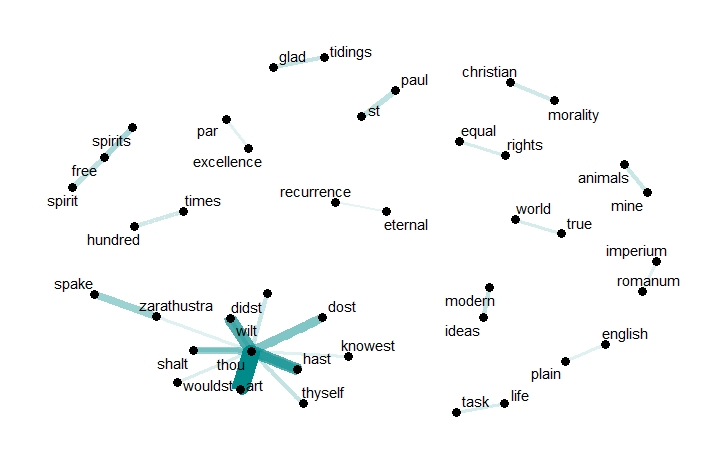 glad
tidings
paul
st
christian
morality
spirits
free
spirit
par
excellence
equal
rights
animals
mine
recurrence
eternal
times
hundred
world
true
imperium
romanum
spake
zarathustra
didst
dost
wilt
modern
ideas
shalt
thou
hast
knowest
wouldst
art
thyself
english
plain
task
life